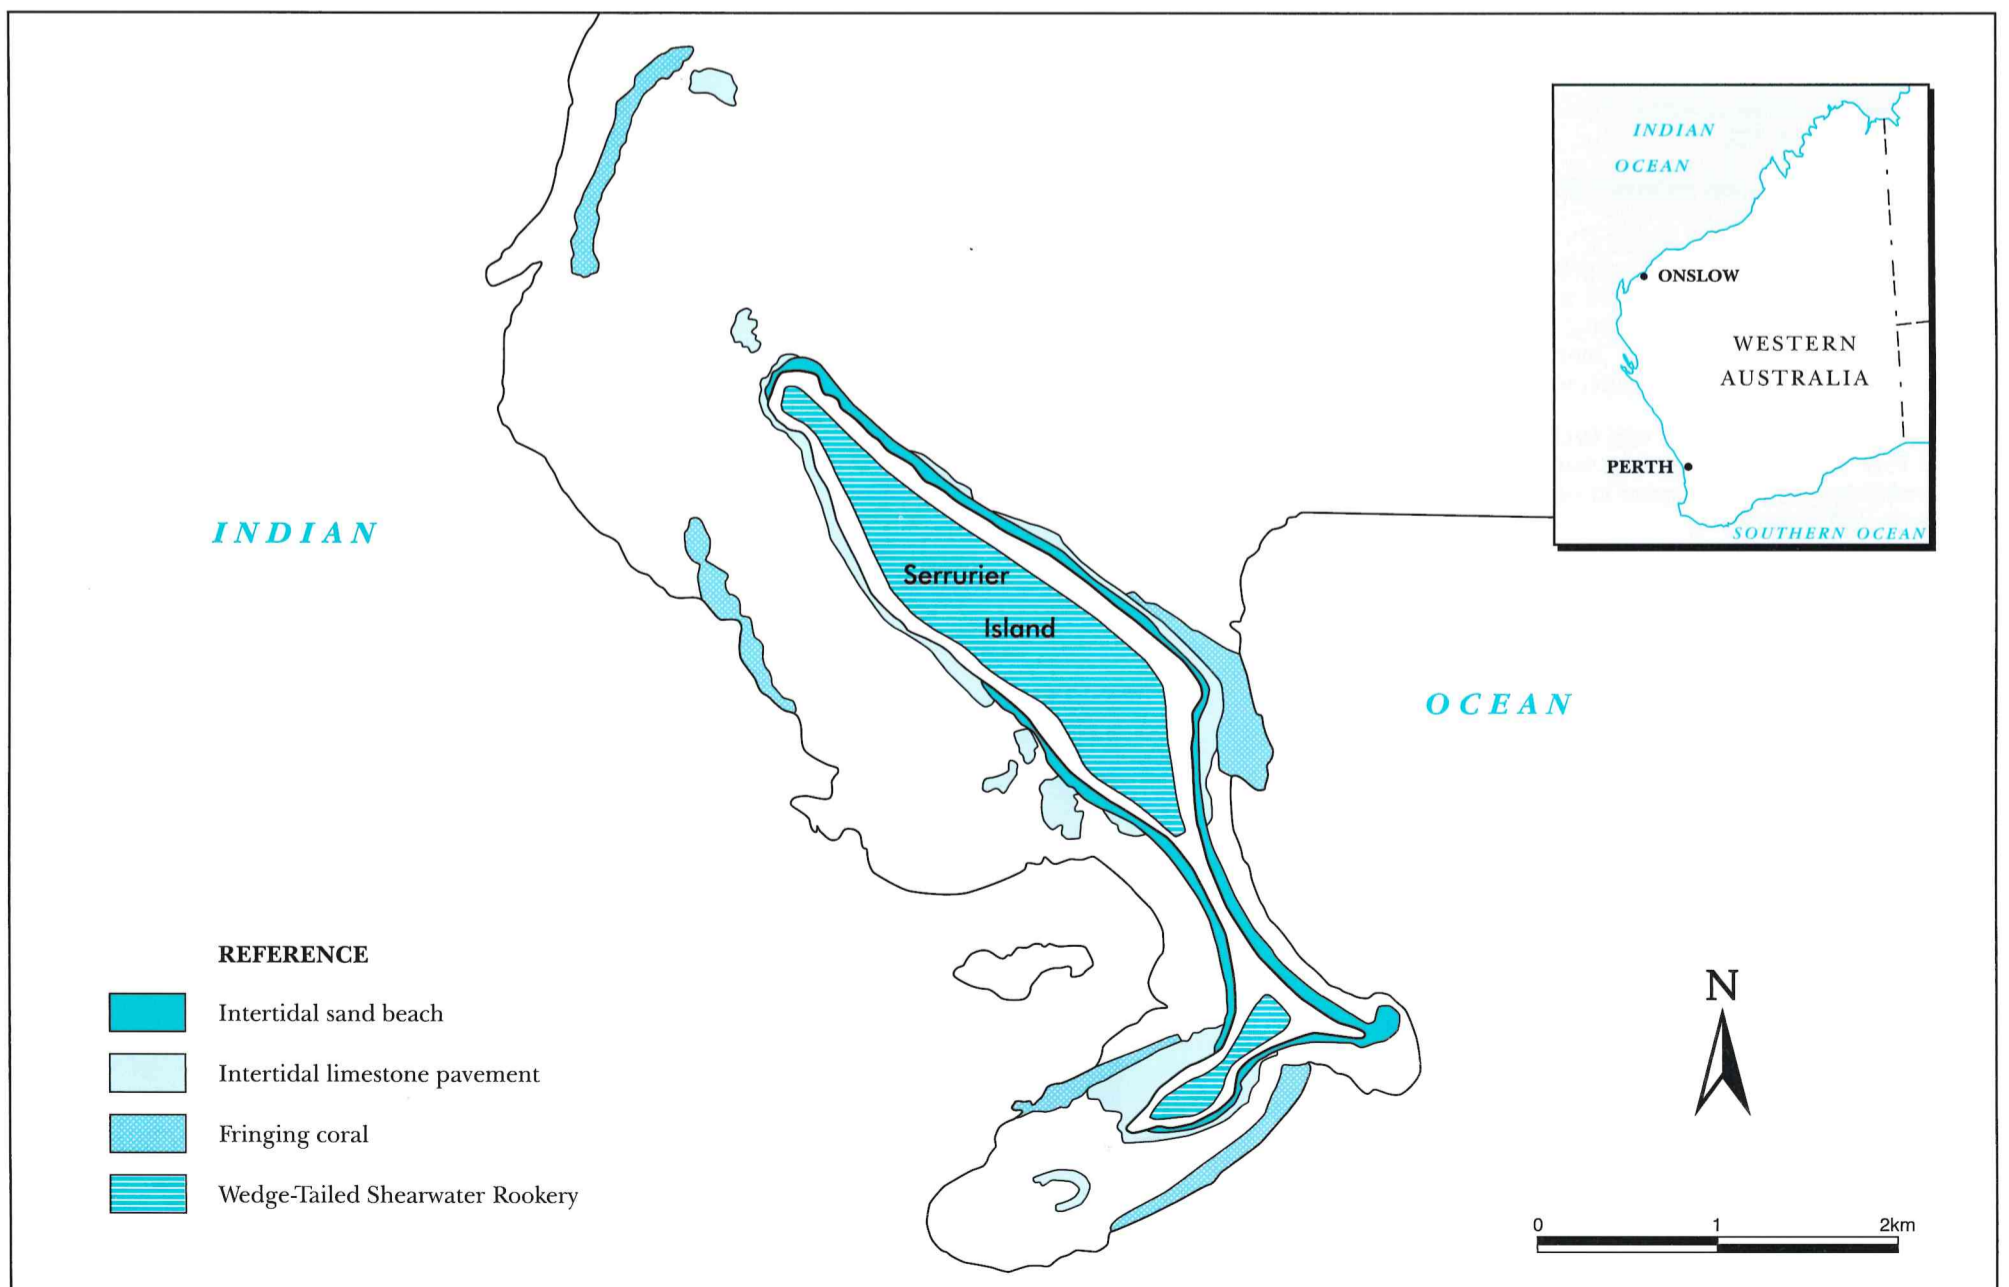 INDIAN
OCEAN
ONSLOW
WESTERN
AUSTRALIA
PERTH
SOUTHERN OCEAN
INDIAN
Serrurier
Island
OCEAN
REFERENCE
Intertidal sand beach
Intertidal limestone pavement
Fringing coral
Wedge-Tailed Shearwater Rookery
N
0 1 2km